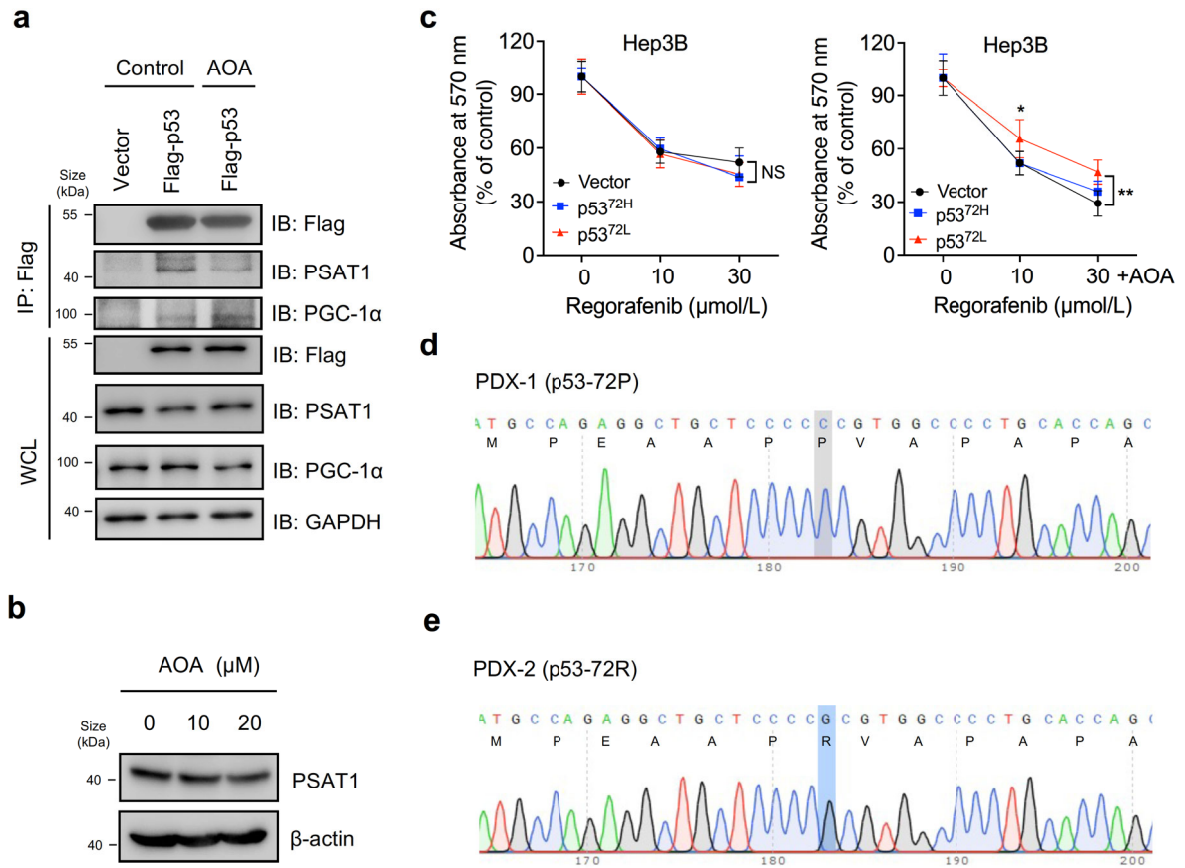 a
Control AOA
Size
(kDa)
Vector
Flag-p53
Flag-p53
IP: Flag
55 IB: Flag
40 IB: PSAT1
100 IB: PGC-1α
WCL
55 IB: Flag
40 IB: PSAT1
100 IB: PGC-1α
40 IB: GAPDH
b
AOA (μM)
Size
(kDa)
0 10 20
40 PSAT1
40 β-actin
c
Hep3B
Absorbance at 570 nm
(% of control)
120
90
60
30
0
NS
Vector
p5372H
p5372L
0 10 30
Regorafenib (μmol/L)
Hep3B
Absorbance at 570 nm
(% of control)
120
90
60
30
0
*
**
Vector
p5372H
p5372L
0 10 30 +AOA
Regorafenib (μmol/L)
d
PDX-1 (p53-72P)
A T G C C A G A G G C T G C T C C C C C C G T G G C C C C T G C A C C A G C
M P E A A P P V A P A P A
170 180 190 200
e
PDX-2 (p53-72R)
A T G C C A G A G G C T G C T C C C C G C G T G G C C C C T G C A C C A G C
M P E A A P R V A P A P A
170 180 190 200